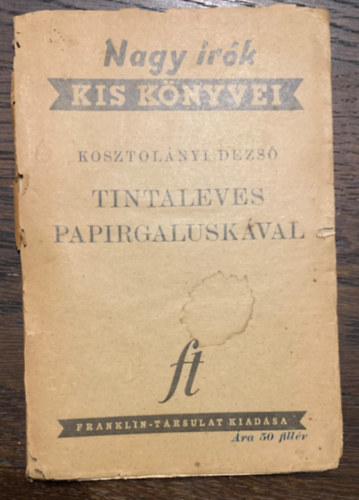 Nagy írók
KIS KÖNYVEI
KOSZTOLÁNYI DEZSŐ
TINTALEVES
PAPIRGALUSKÁVAL
ft
FRANKLIN-TÁRSULAT KIADÁSA
Ára 50 fillér